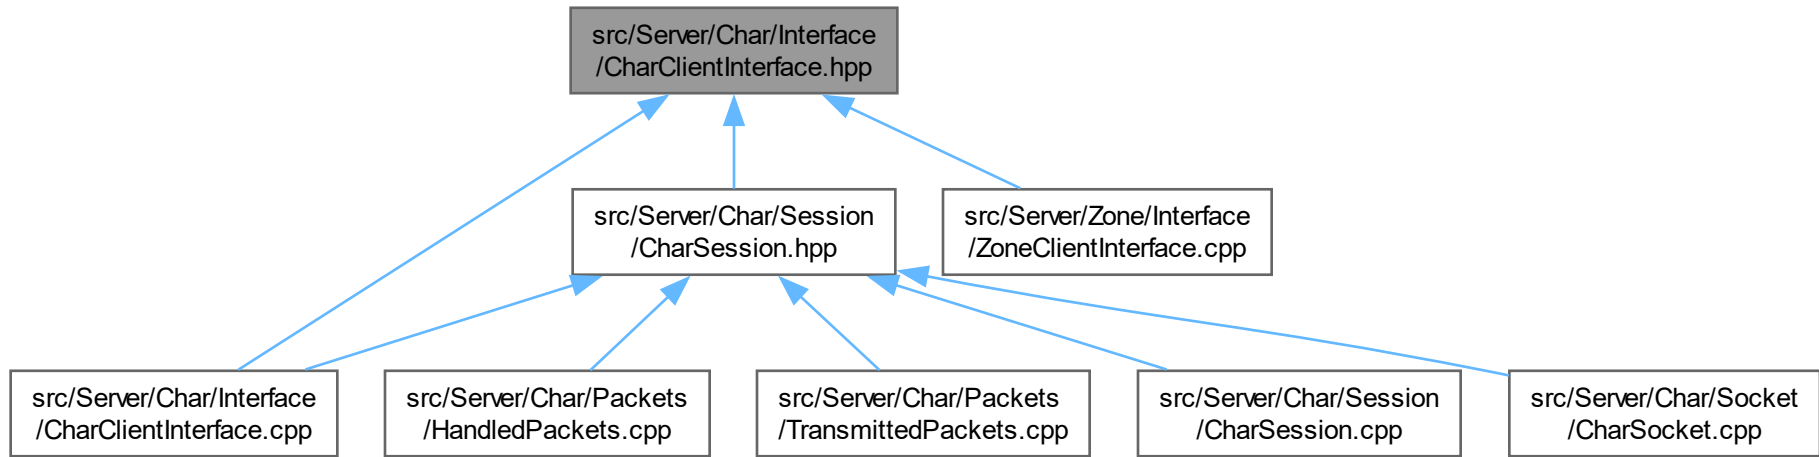 src/Server/Char/Interface
/CharClientInterface.hpp
src/Server/Char/Session
/CharSession.hpp
src/Server/Zone/Interface
/ZoneClientInterface.cpp
src/Server/Char/Interface
/CharClientInterface.cpp
src/Server/Char/Packets
/HandledPackets.cpp
src/Server/Char/Packets
/TransmittedPackets.cpp
src/Server/Char/Session
/CharSession.cpp
src/Server/Char/Socket
/CharSocket.cpp